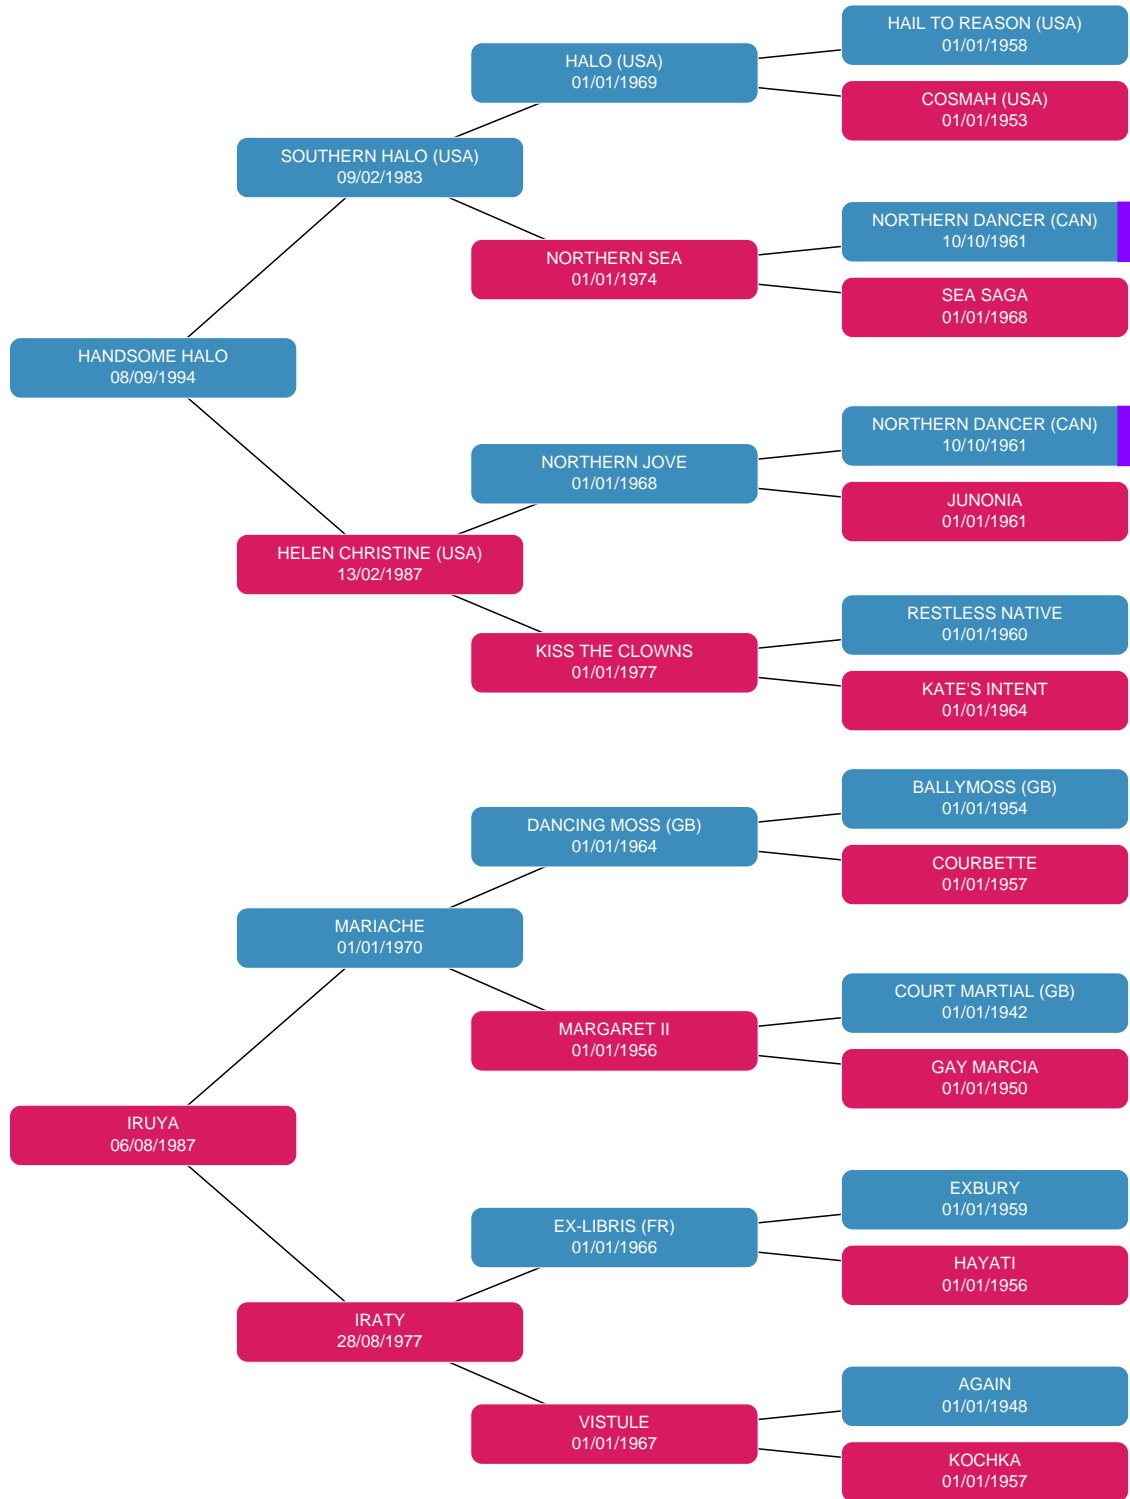 HAIL TO REASON (USA)
01/01/1958
HALO (USA)
01/01/1969
COSMAH (USA)
01/01/1953
SOUTHERN HALO (USA)
09/02/1983
NORTHERN DANCER (CAN)
10/10/1961
NORTHERN SEA
01/01/1974
SEA SAGA
01/01/1968
HANDSOME HALO
08/09/1994
NORTHERN DANCER (CAN)
10/10/1961
NORTHERN JOVE
01/01/1968
JUNONIA
01/01/1961
HELEN CHRISTINE (USA)
13/02/1987
RESTLESS NATIVE
01/01/1960
KISS THE CLOWNS
01/01/1977
KATE'S INTENT
01/01/1964
BALLYMOSS (GB)
01/01/1954
DANCING MOSS (GB)
01/01/1964
COURBETTE
01/01/1957
MARIACHE
01/01/1970
COURT MARTIAL (GB)
01/01/1942
MARGARET II
01/01/1956
GAY MARCIA
01/01/1950
IRUYA
06/08/1987
EXBURY
01/01/1959
EX-LIBRIS (FR)
01/01/1966
HAYATI
01/01/1956
IRATY
28/08/1977
AGAIN
01/01/1948
VISTULE
01/01/1967
KOCHKA
01/01/1957